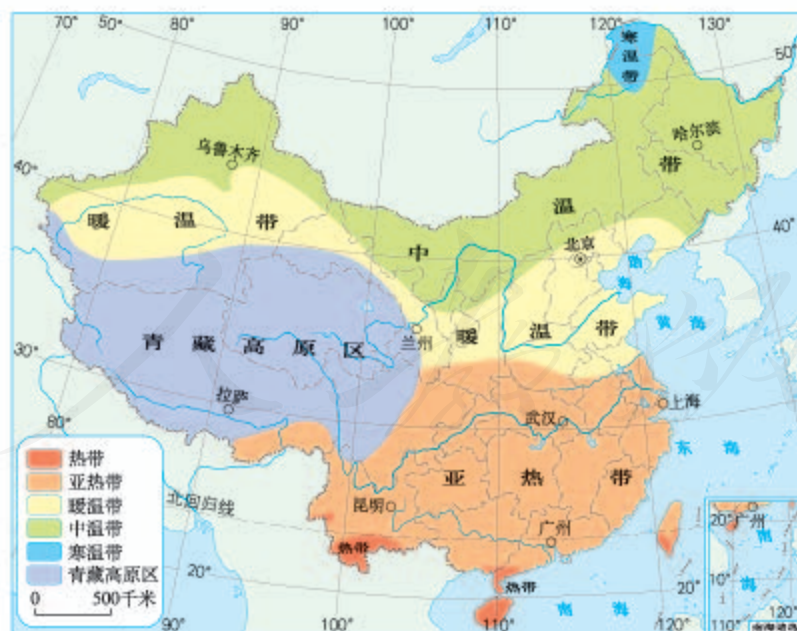 70°
50°
80°
90°
100°
110°
120°
130°
50°
寒温带
乌鲁木齐
哈尔滨
40°
暖温带
中温带
北京
40°
渤海
青藏高原区
兰州
暖温带
黄海
30°
拉萨
武汉
上海
80°
东海
热带
亚热带
暖温带
中温带
寒温带
青藏高原区
0 500千米
北回归线
昆明
亚热带
广州
热带
热带
20°
20°
南海
90°
100°
110°
120°
20°
广州
南海
10°
110°
120°